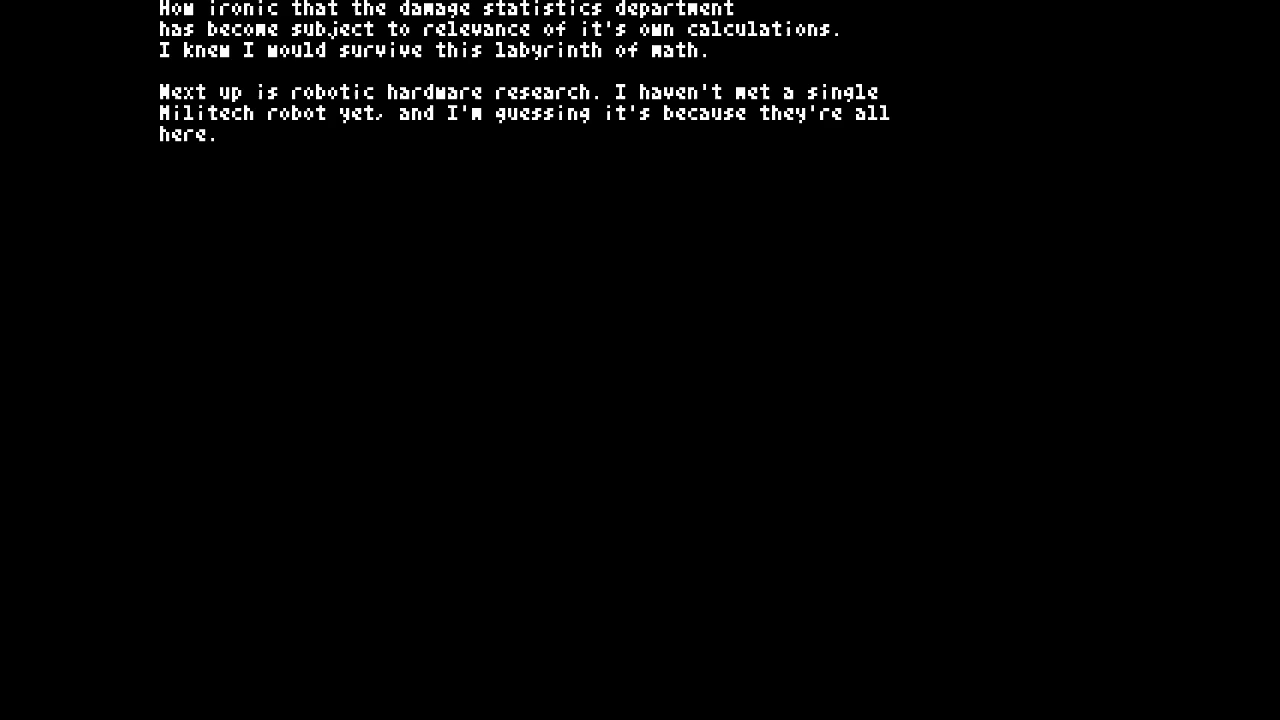 How ironic that the damage statistics department
has become subject to relevance of it's own calculations.
I knew I would survive this labyrinth of math.
Next up is robotic hardware research. I haven't met a single
Militech robot yet, and I'm guessing it's because they're all
here.